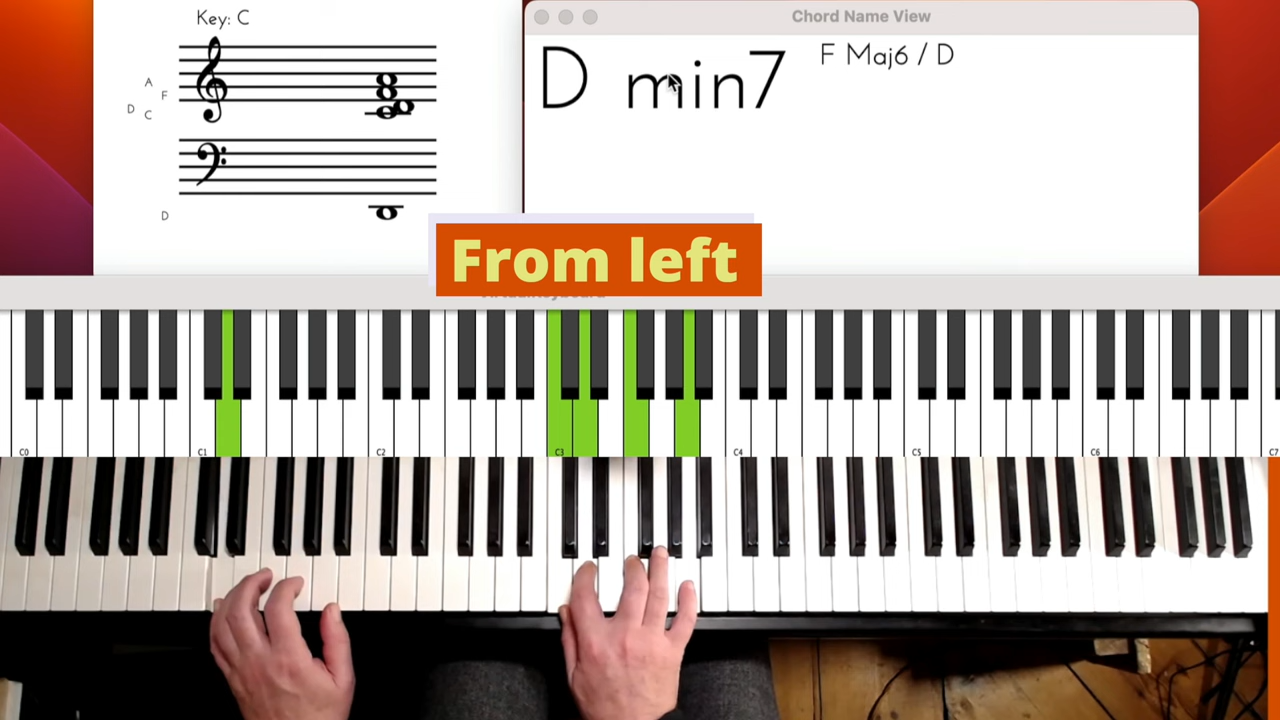 Key: C
A
F
D C
D
Chord Name View
D min7
F Maj6 / D
From left
C0
C1
C2
C3
C4
C5
C6
C7